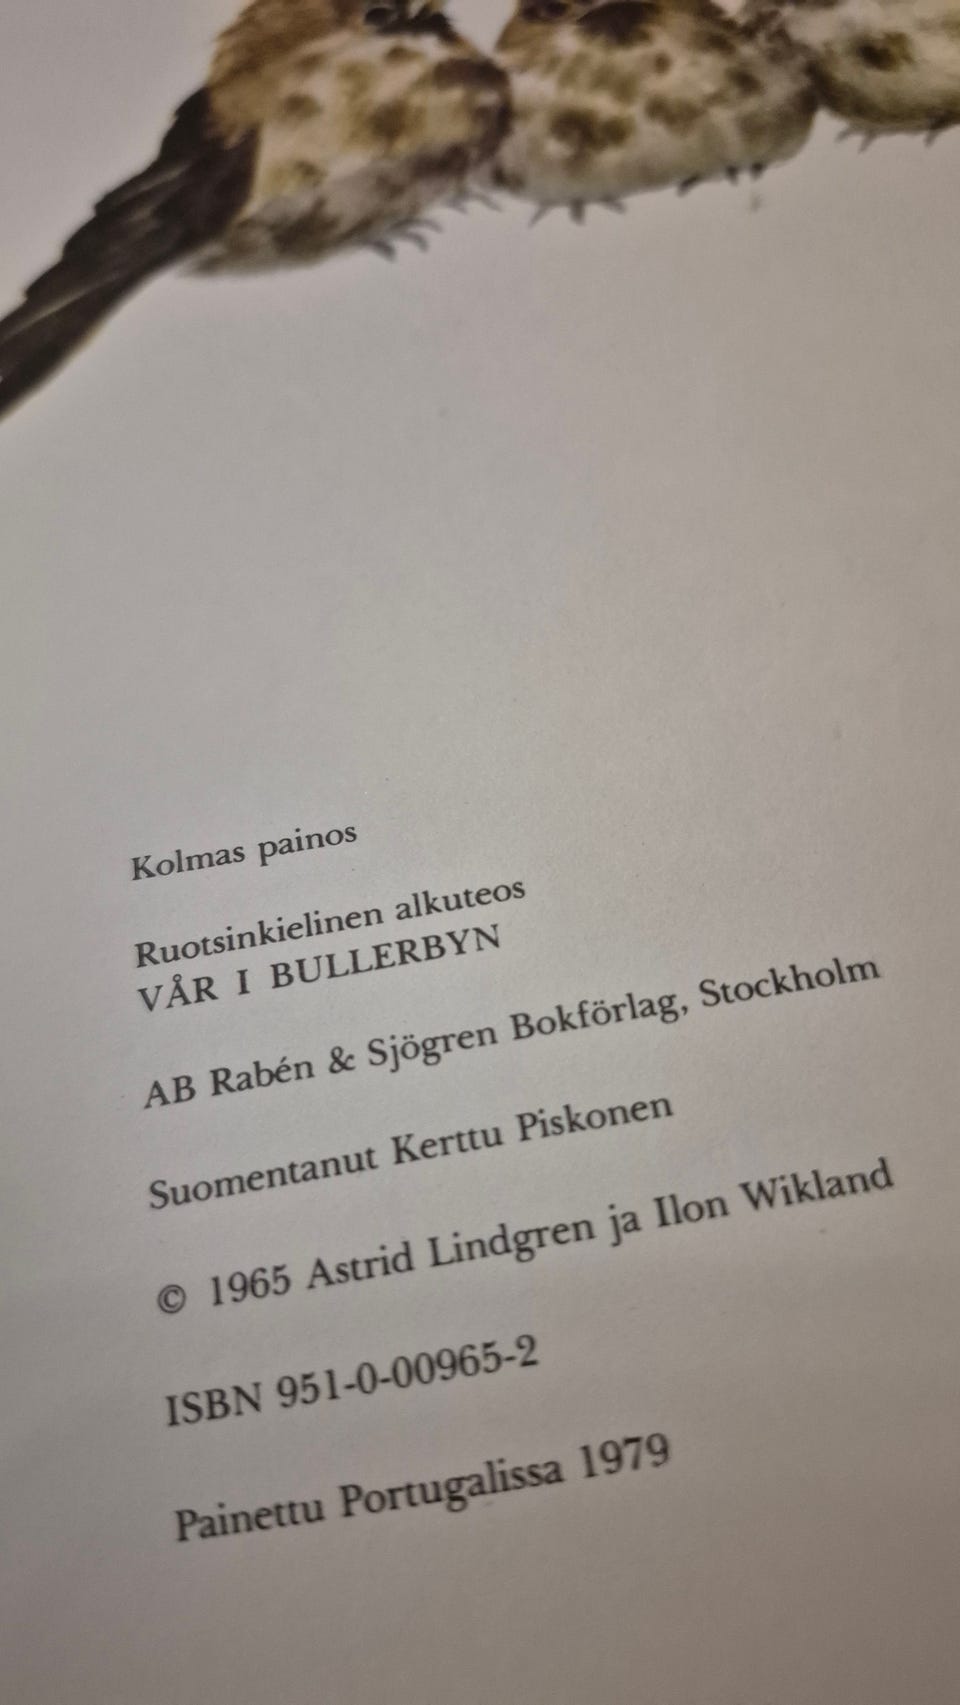 Kolmas painos
Ruotsinkielinen alkuteos
VÅR I BULLERBYN
AB Rabén & Sjögren Bokförlag, Stockholm
Suomentanut Kerttu Piskonen
© 1965 Astrid Lindgren ja Ilon Wikland
ISBN 951-0-00965-2
Painettu Portugalissa 1979